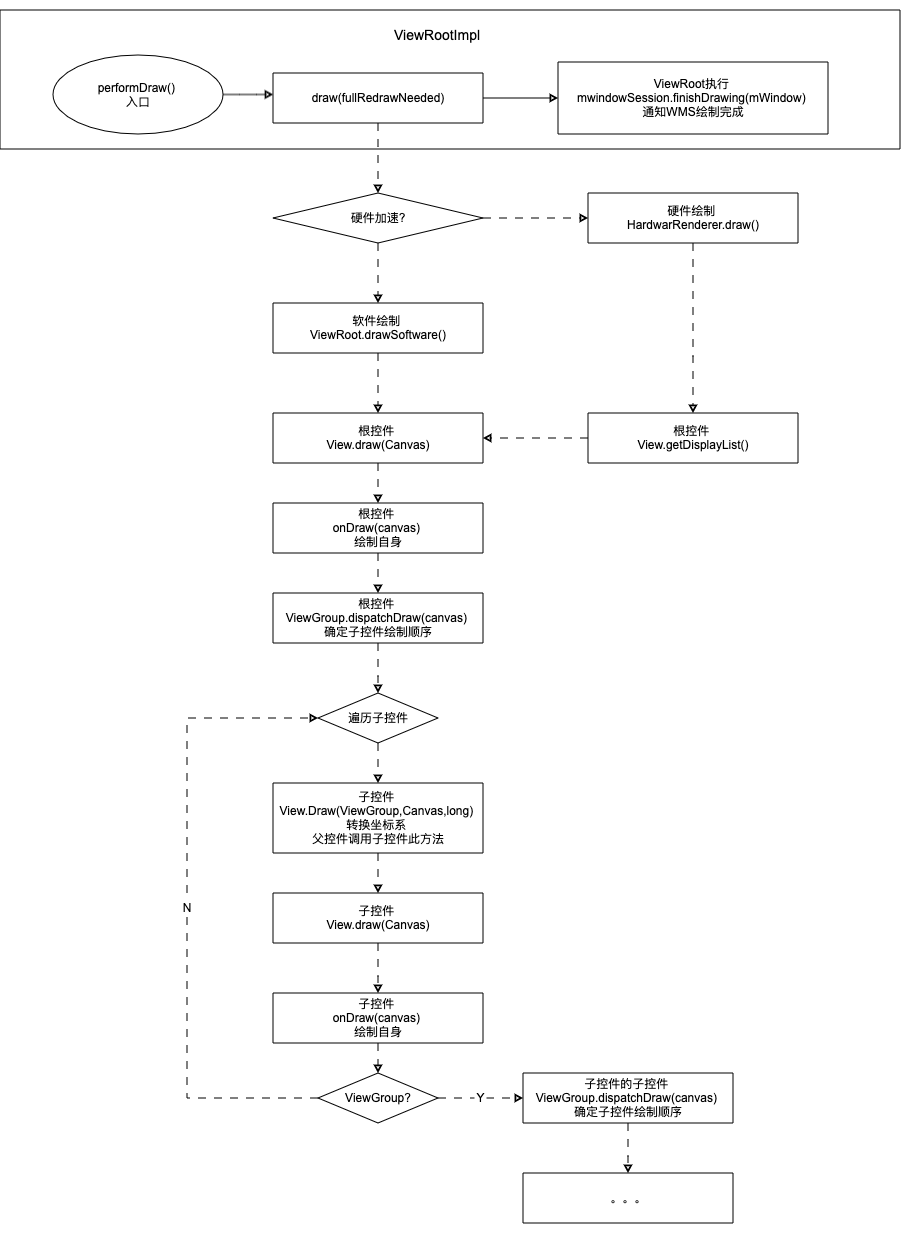 ViewRootImpl
performDraw()
入口
draw(fullRedrawNeeded)
ViewRoot执行
mwindowSession.finishDrawing(mWindow)
通知WMS绘制完成
硬件加速?
硬件绘制
HardwarRenderer.draw()
软件绘制
ViewRoot.drawSoftware()
根控件
View.draw(Canvas)
根控件
View.getDisplayList()
根控件
onDraw(canvas)
绘制自身
根控件
ViewGroup.dispatchDraw(canvas)
确定子控件绘制顺序
遍历子控件
子控件
View.Draw(ViewGroup,Canvas,long)
转换坐标系
父控件调用子控件此方法
N
子控件
View.draw(Canvas)
子控件
onDraw(canvas)
绘制自身
ViewGroup?
Y
子控件的子控件
ViewGroup.dispatchDraw(canvas)
确定子控件绘制顺序
。。。